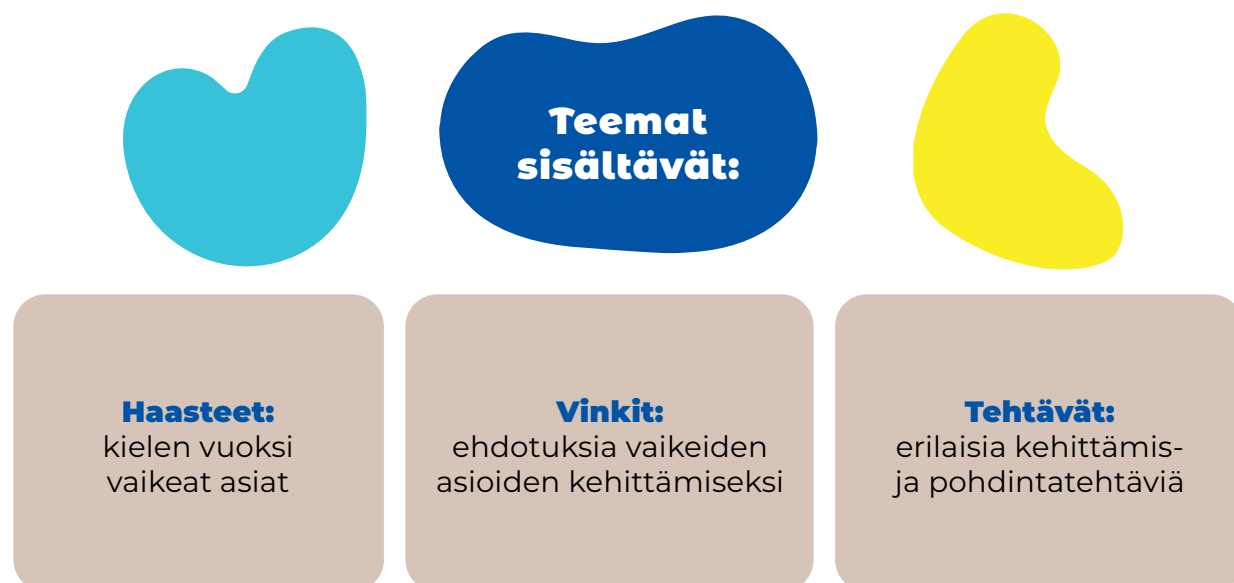 Teemat
sisältävät:
Haasteet:
kielen vuoksi
vaikeat asiat
Vinkit:
ehdotuksia vaikeiden
asioiden kehittämiseksi
Tehtävät:
erilaisia kehittämis-
ja pohdintatehtäviä